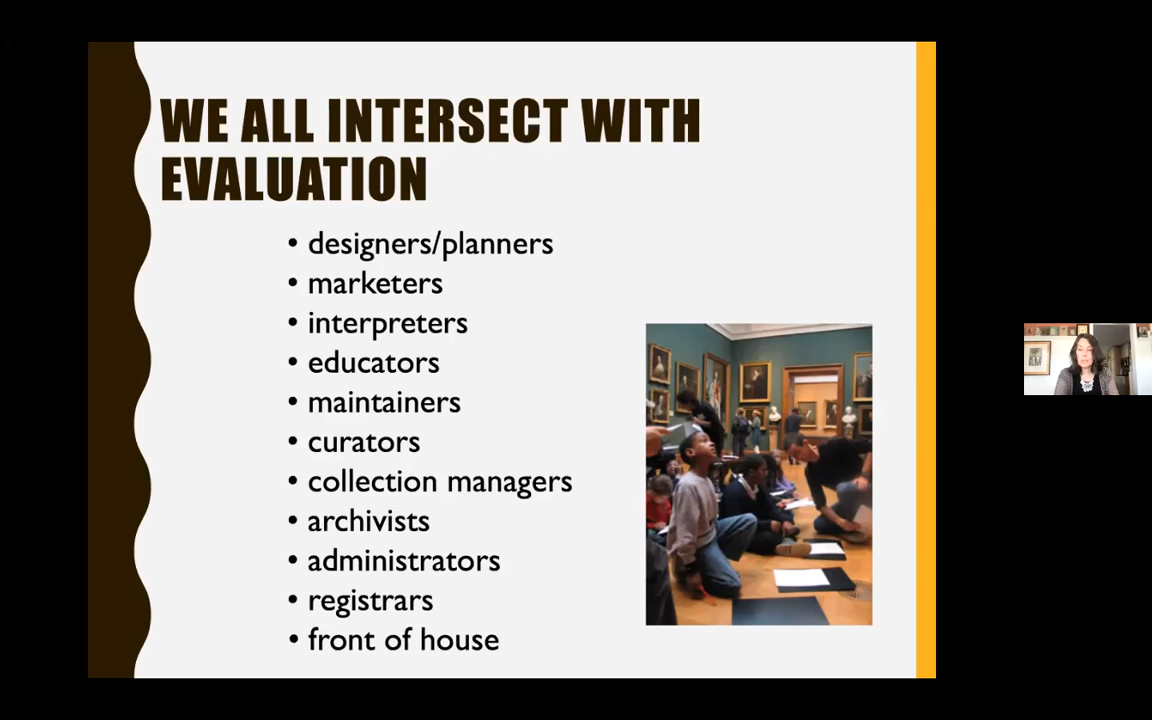 WE ALL INTERSECT WITH
EVALUATION
• designers/planners
• marketers
• interpreters
• educators
• maintainers
• curators
• collection managers
• archivists
• administrators
• registrars
• front of house